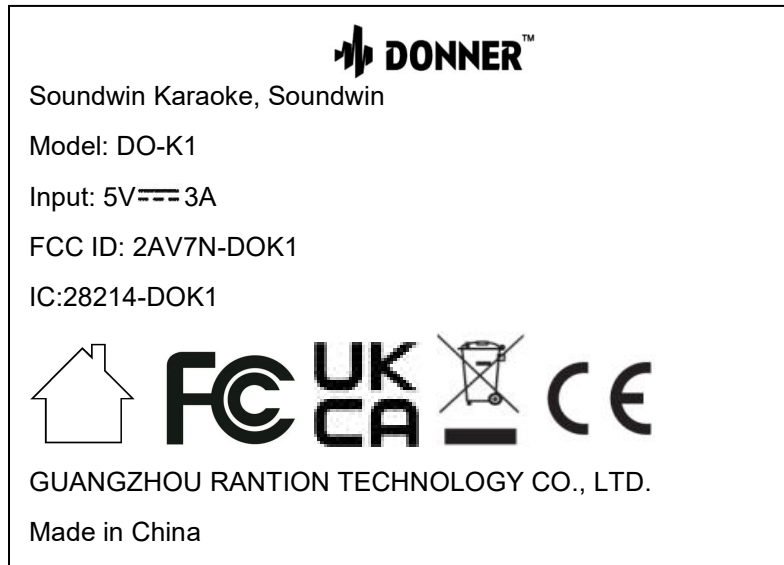 DONNER™
Soundwin Karaoke, Soundwin
Model: DO-K1
Input: 5V⎓3A
FCC ID: 2AV7N-DOK1
IC:28214-DOK1
FC UK CA CE
GUANGZHOU RANTION TECHNOLOGY CO., LTD.
Made in China